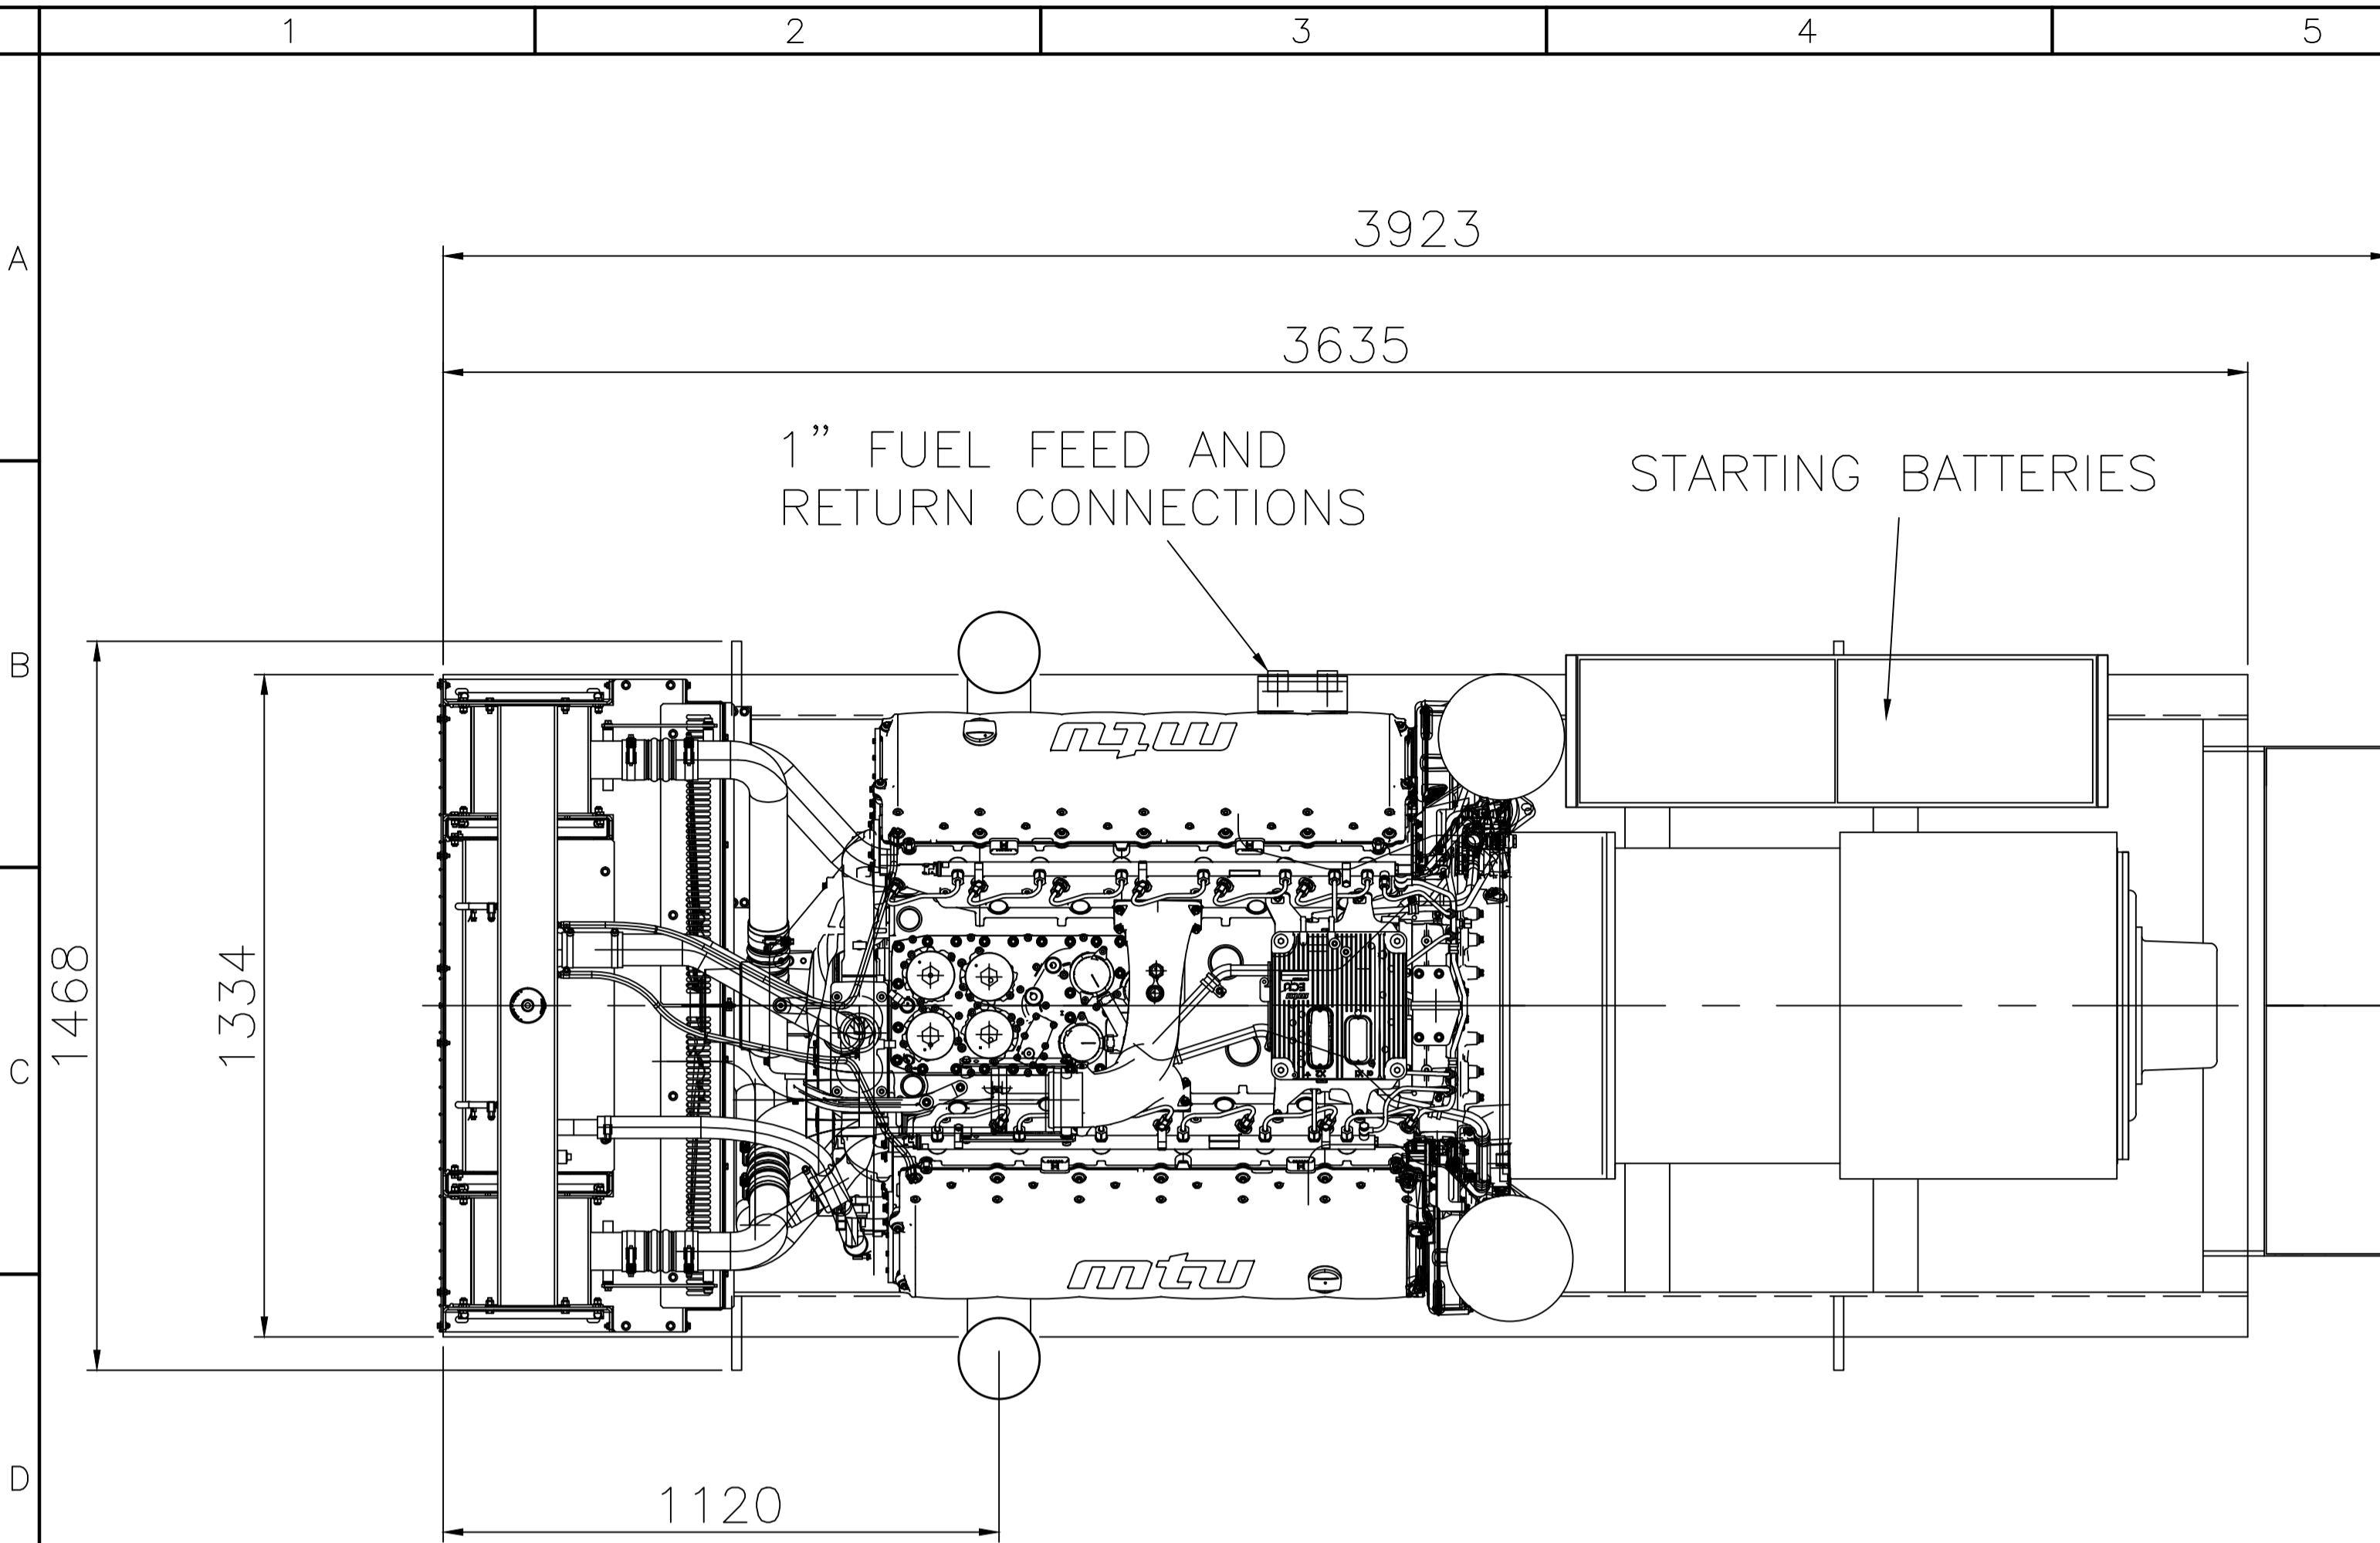 1 2 3 4 5
A
3923
3635
1” FUEL FEED AND
RETURN CONNECTIONS
STARTING BATTERIES
B
mtu
1468
1334
ECU
C
mtu
D
1120